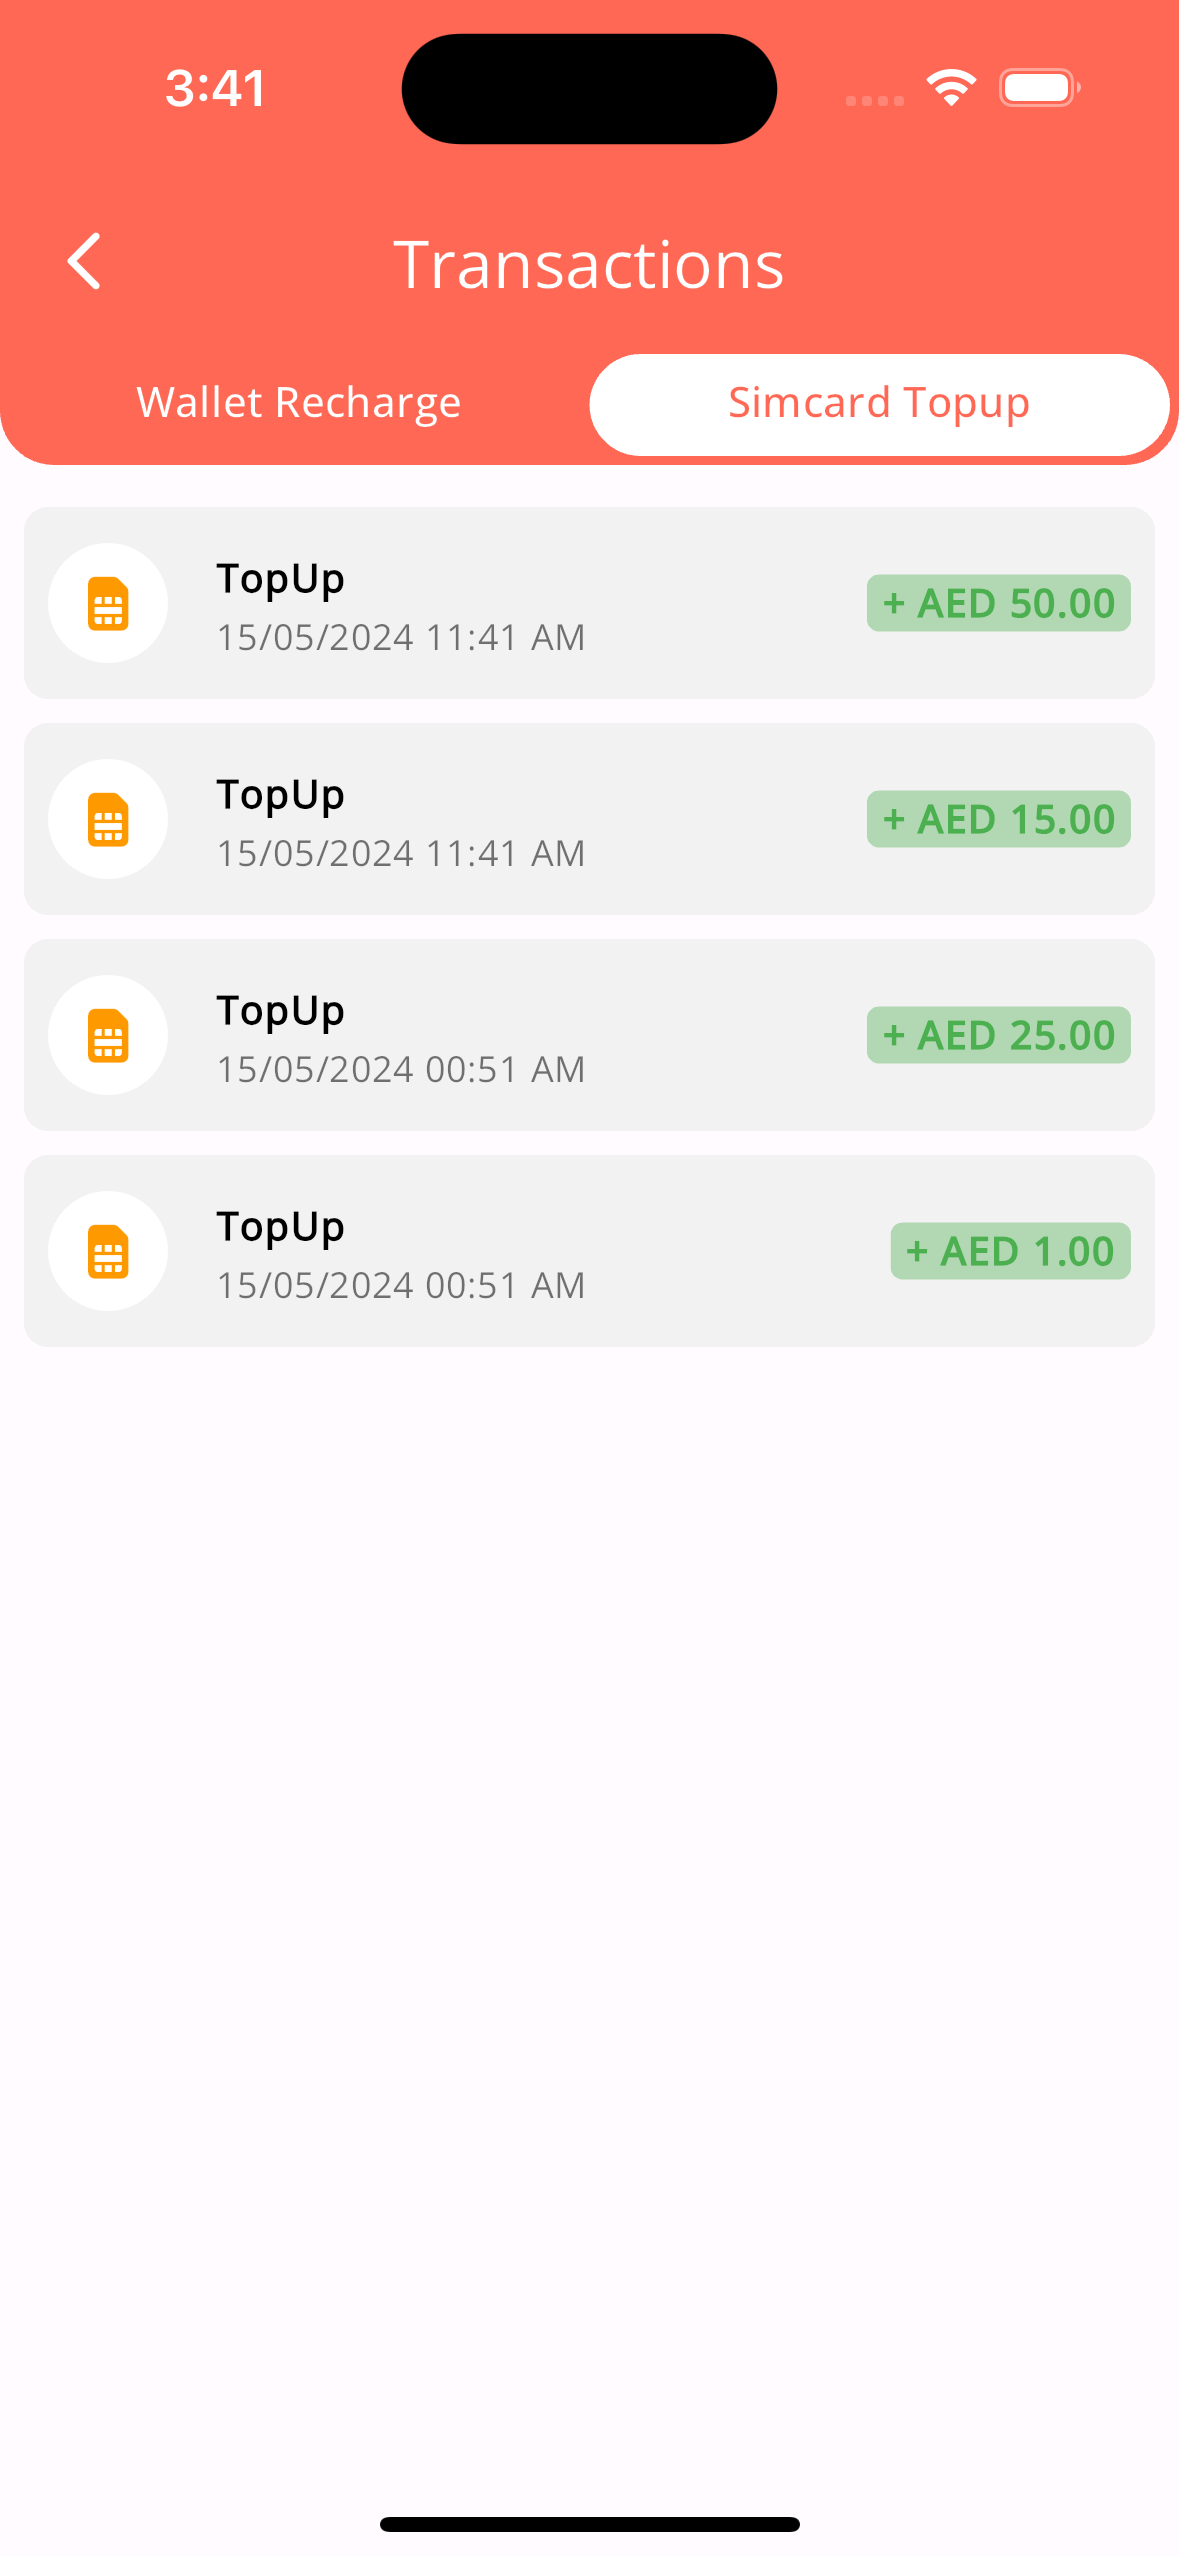 3:41
Transactions
Wallet Recharge
Simcard Topup
TopUp
+ AED 50.00
15/05/2024 11:41 AM
TopUp
+ AED 15.00
15/05/2024 11:41 AM
TopUp
+ AED 25.00
15/05/2024 00:51 AM
TopUp
+ AED 1.00
15/05/2024 00:51 AM